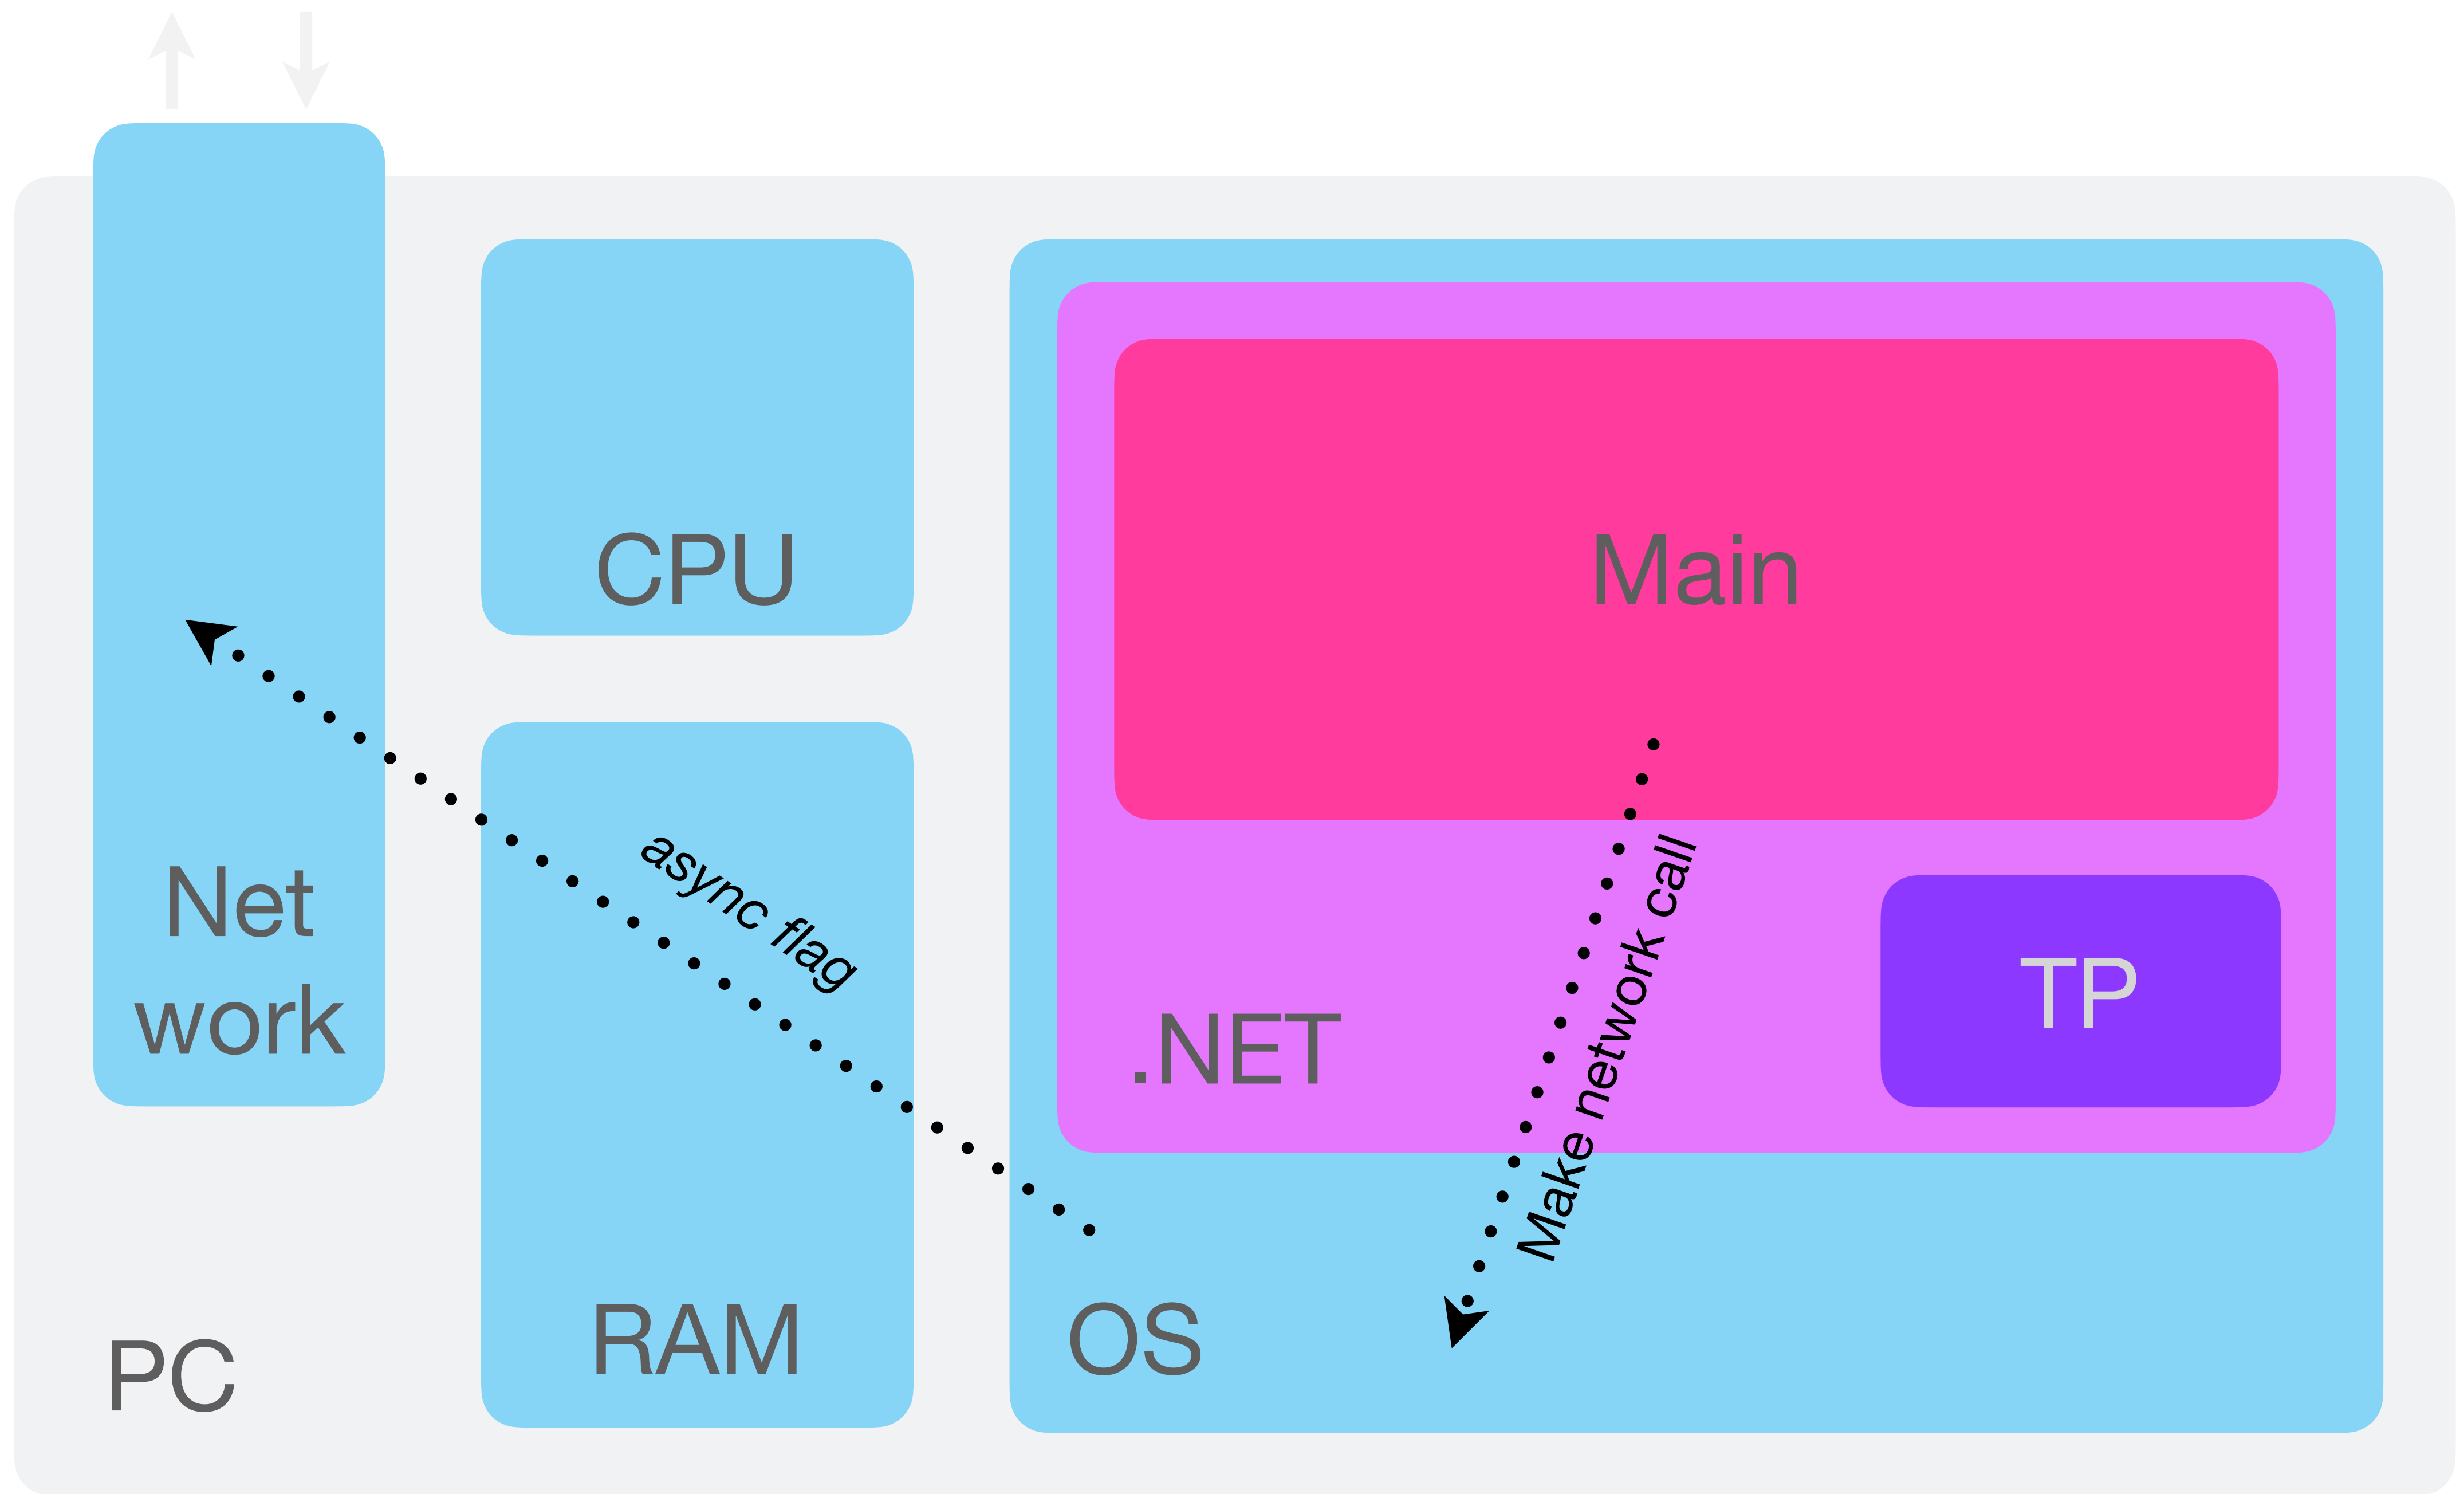 CPU
Main
async flag
Make network call
Net
work
TP
.NET
RAM
OS
PC